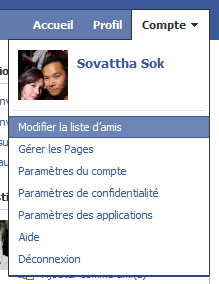 Accueil Profil Compte
Sovattha Sok
Modifier la liste d'amis
Gérer les Pages
Paramètres du compte
Paramètres de confidentialité
Paramètres des applications
Aide
Déconnexion